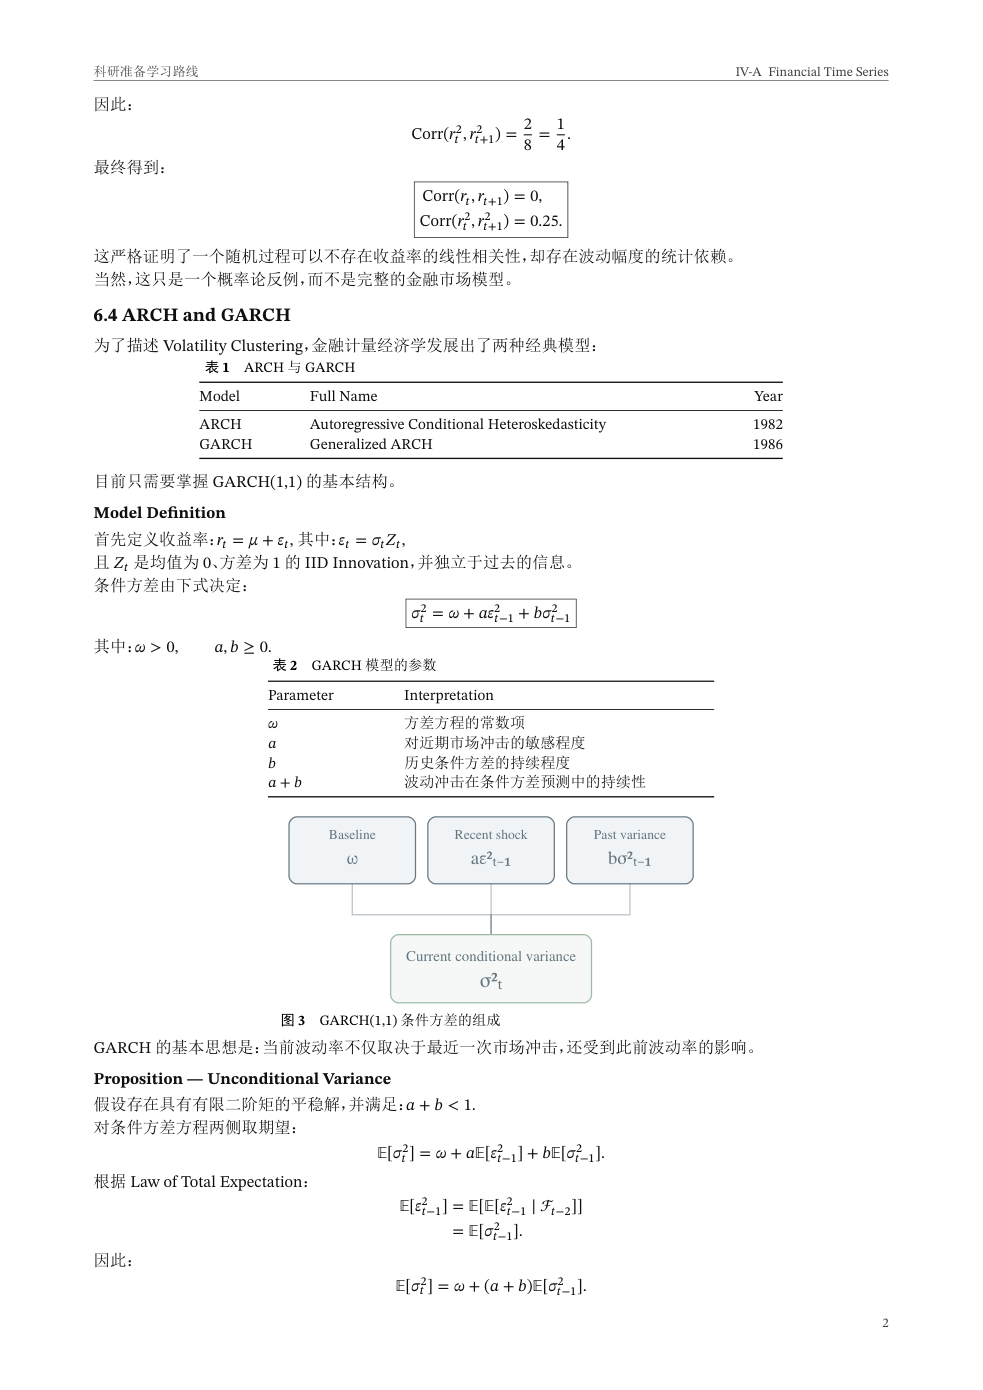 科研准备学习路线 IV-A Financial Time Series
因此：
Corr(r_t^2, r_{t+1}^2) = 2/8 = 1/4.
最终得到：
Corr(r_t, r_{t+1}) = 0,
Corr(r_t^2, r_{t+1}^2) = 0.25.
这严格证明了一个随机过程可以不存在收益率的线性相关性，却存在波动幅度的统计依赖。
当然，这只是一个概率论反例，而不是完整的金融市场模型。
6.4 ARCH and GARCH
为了描述 Volatility Clustering，金融计量经济学发展出了两种经典模型：
表 1 ARCH 与 GARCH
Model Full Name Year
ARCH Autoregressive Conditional Heteroskedasticity 1982
GARCH Generalized ARCH 1986
目前只需要掌握 GARCH(1,1) 的基本结构。
Model Definition
首先定义收益率：r_t = μ + ε_t, 其中：ε_t = σ_t Z_t,
且 Z_t 是均值为 0、方差为 1 的 IID Innovation，并独立于过去的信息。
条件方差由下式决定：
σ_t^2 = ω + aε_{t−1}^2 + bσ_{t−1}^2
其中：ω > 0, a, b ≥ 0.
表 2 GARCH 模型的参数
Parameter Interpretation
ω 方差方程的常数项
a 对近期市场冲击的敏感程度
b 历史条件方差的持续程度
a + b 波动冲击在条件方差预测中的持续性
Baseline Recent shock Past variance
ω aε²_{t−1} bσ²_{t−1}
Current conditional variance
σ²_t
图 3 GARCH(1,1) 条件方差的组成
GARCH 的基本思想是：当前波动率不仅取决于最近一次市场冲击，还受到此前波动率的影响。
Proposition — Unconditional Variance
假设存在具有有限二阶矩的平稳解，并满足：a + b < 1.
对条件方差方程两侧取期望：
𝔼[σ_t^2] = ω + a𝔼[ε_{t−1}^2] + b𝔼[σ_{t−1}^2].
根据 Law of Total Expectation：
𝔼[ε_{t−1}^2] = 𝔼[𝔼[ε_{t−1}^2 | ℱ_{t−2}]]
= 𝔼[σ_{t−1}^2].
因此：
𝔼[σ_t^2] = ω + (a + b)𝔼[σ_{t−1}^2].
2